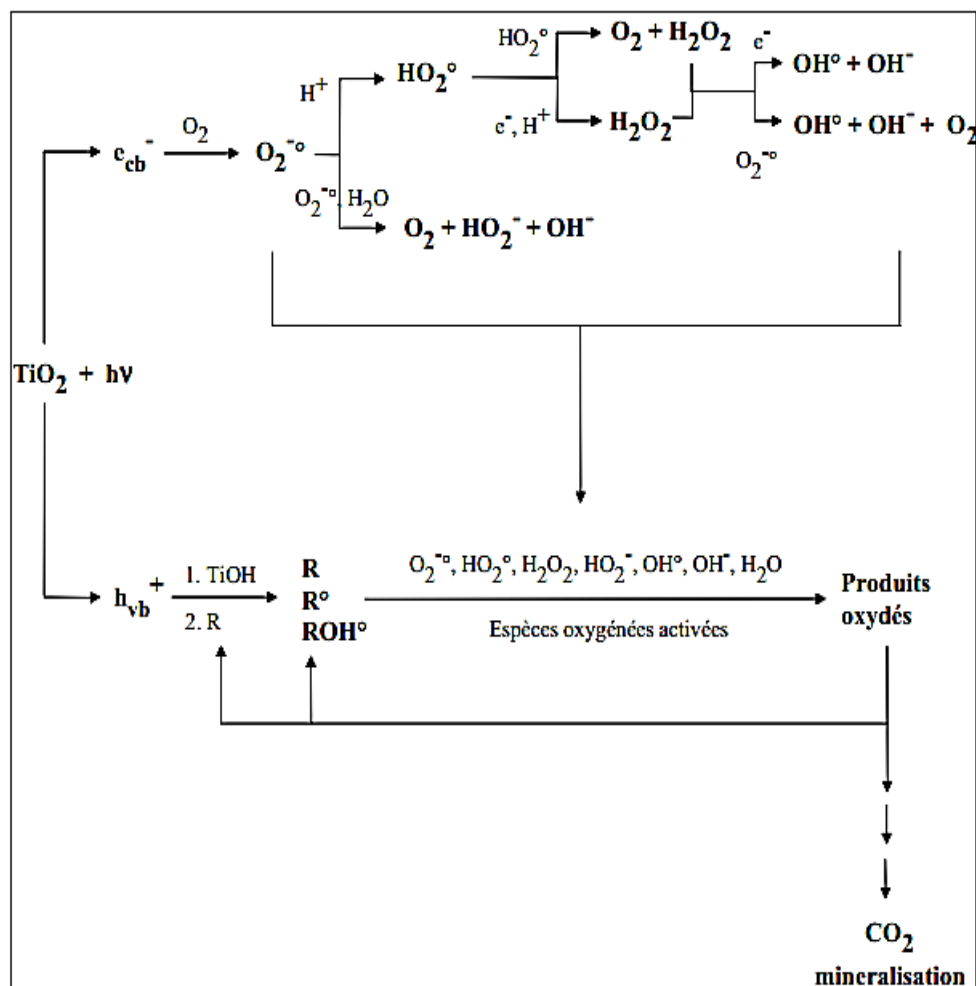 HO₂° O₂ + H₂O₂ e⁻ OH° + OH⁻
H⁺ HO₂°
e⁻, H⁺ H₂O₂ OH° + OH⁻ + O₂
e_cb⁻ O₂ O₂⁻° O₂⁻°
O₂⁻°, H₂O
O₂ + HO₂⁻ + OH⁻
TiO₂ + hν
h_vb⁺ 1. TiOH R O₂⁻°, HO₂°, H₂O₂, HO₂⁻, OH°, OH⁻, H₂O Produits
2. R R° Espèces oxygénées activées oxydés
ROH°
CO₂
mineralisation